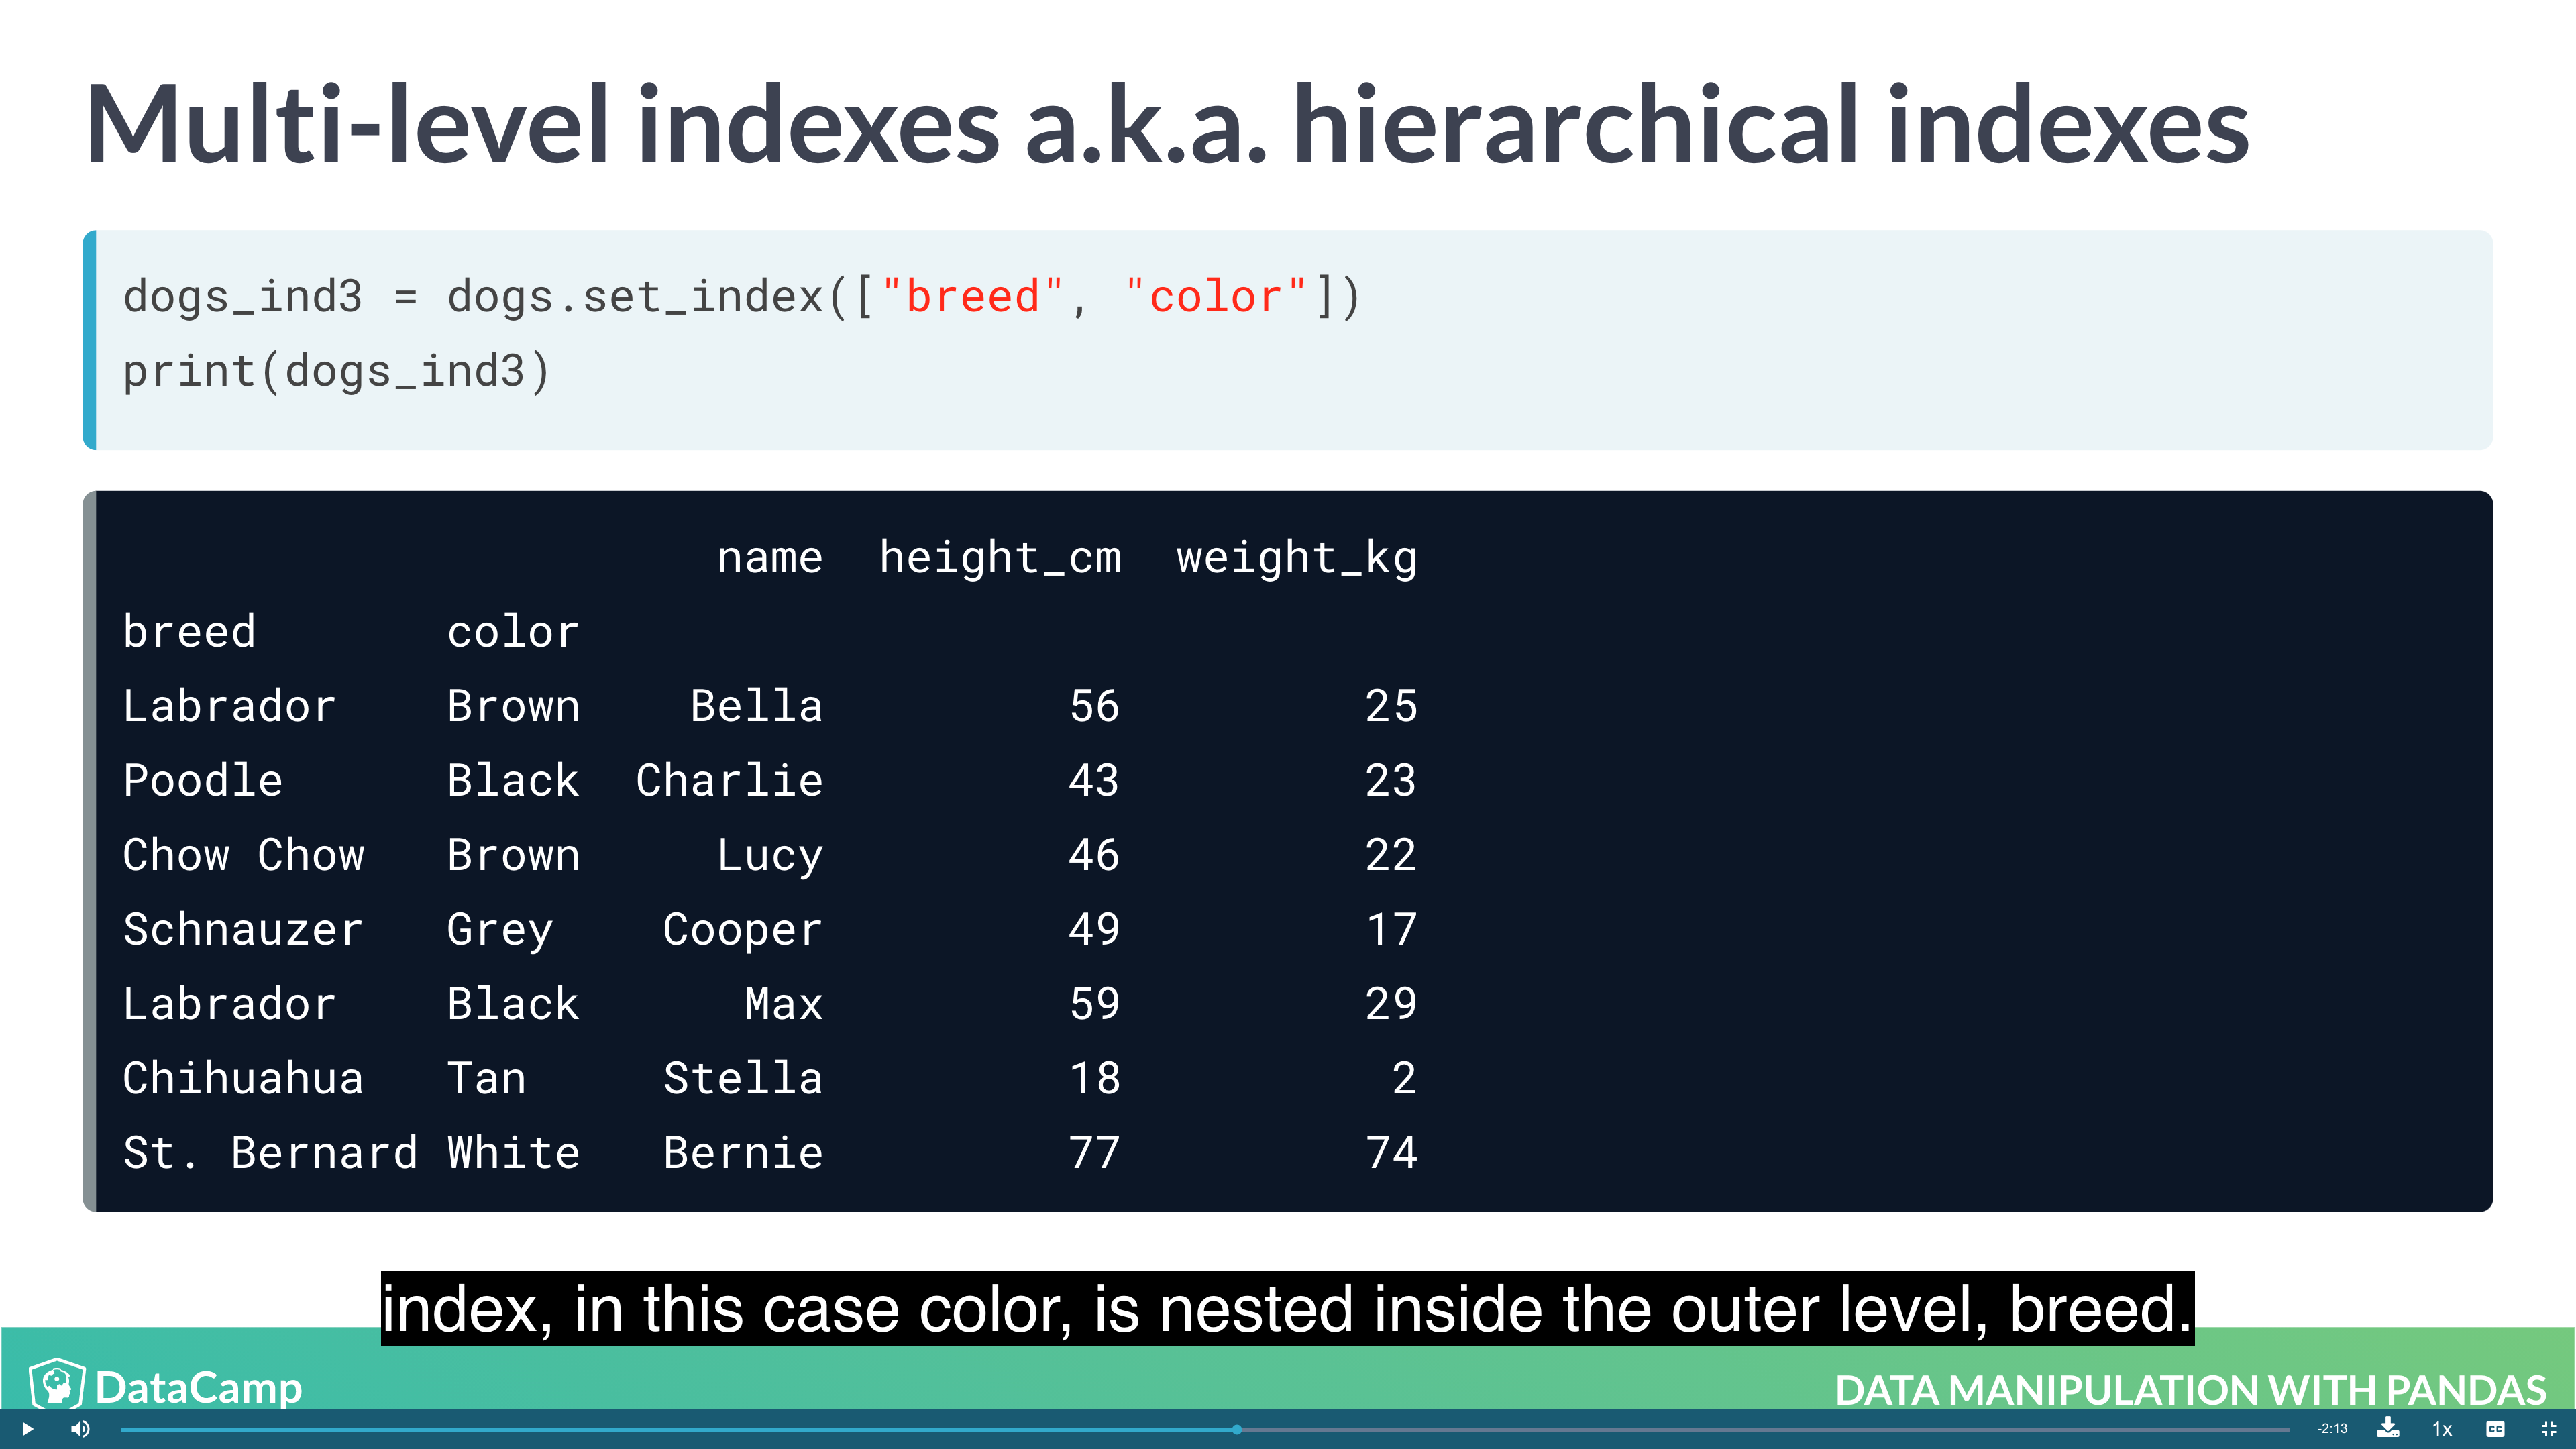 Multi-level indexes a.k.a. hierarchical indexes
dogs_ind3 = dogs.set_index(["breed", "color"])
print(dogs_ind3)
name height_cm weight_kg
breed color
Labrador Brown Bella 56 25
Poodle Black Charlie 43 23
Chow Chow Brown Lucy 46 22
Schnauzer Grey Cooper 49 17
Labrador Black Max 59 29
Chihuahua Tan Stella 18 2
St. Bernard White Bernie 77 74
index, in this case color, is nested inside the outer level, breed.
DataCamp DATA MANIPULATION WITH PANDAS
-2:13 1x CC